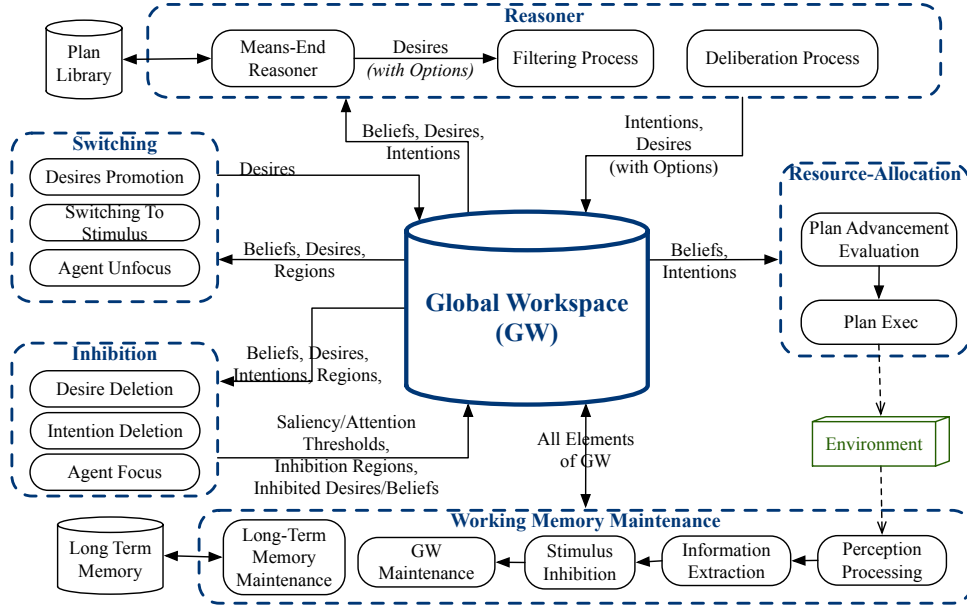 Reasoner
Plan
Library
Means-End
Reasoner
Desires
(with Options)
Filtering Process
Deliberation Process
Beliefs, Desires,
Intentions
Intentions,
Desires
(with Options)
Switching
Desires Promotion
Switching To
Stimulus
Agent Unfocus
Desires
Beliefs, Desires,
Regions
Global Workspace
(GW)
Beliefs,
Intentions
Resource-Allocation
Plan Advancement
Evaluation
Plan Exec
Inhibition
Desire Deletion
Intention Deletion
Agent Focus
Beliefs, Desires,
Intentions, Regions,
Saliency/Attention
Thresholds,
Inhibition Regions,
Inhibited Desires/Beliefs
All Elements
of GW
Environment
Working Memory Maintenance
Long Term
Memory
Long-Term
Memory
Maintenance
GW
Maintenance
Stimulus
Inhibition
Information
Extraction
Perception
Processing